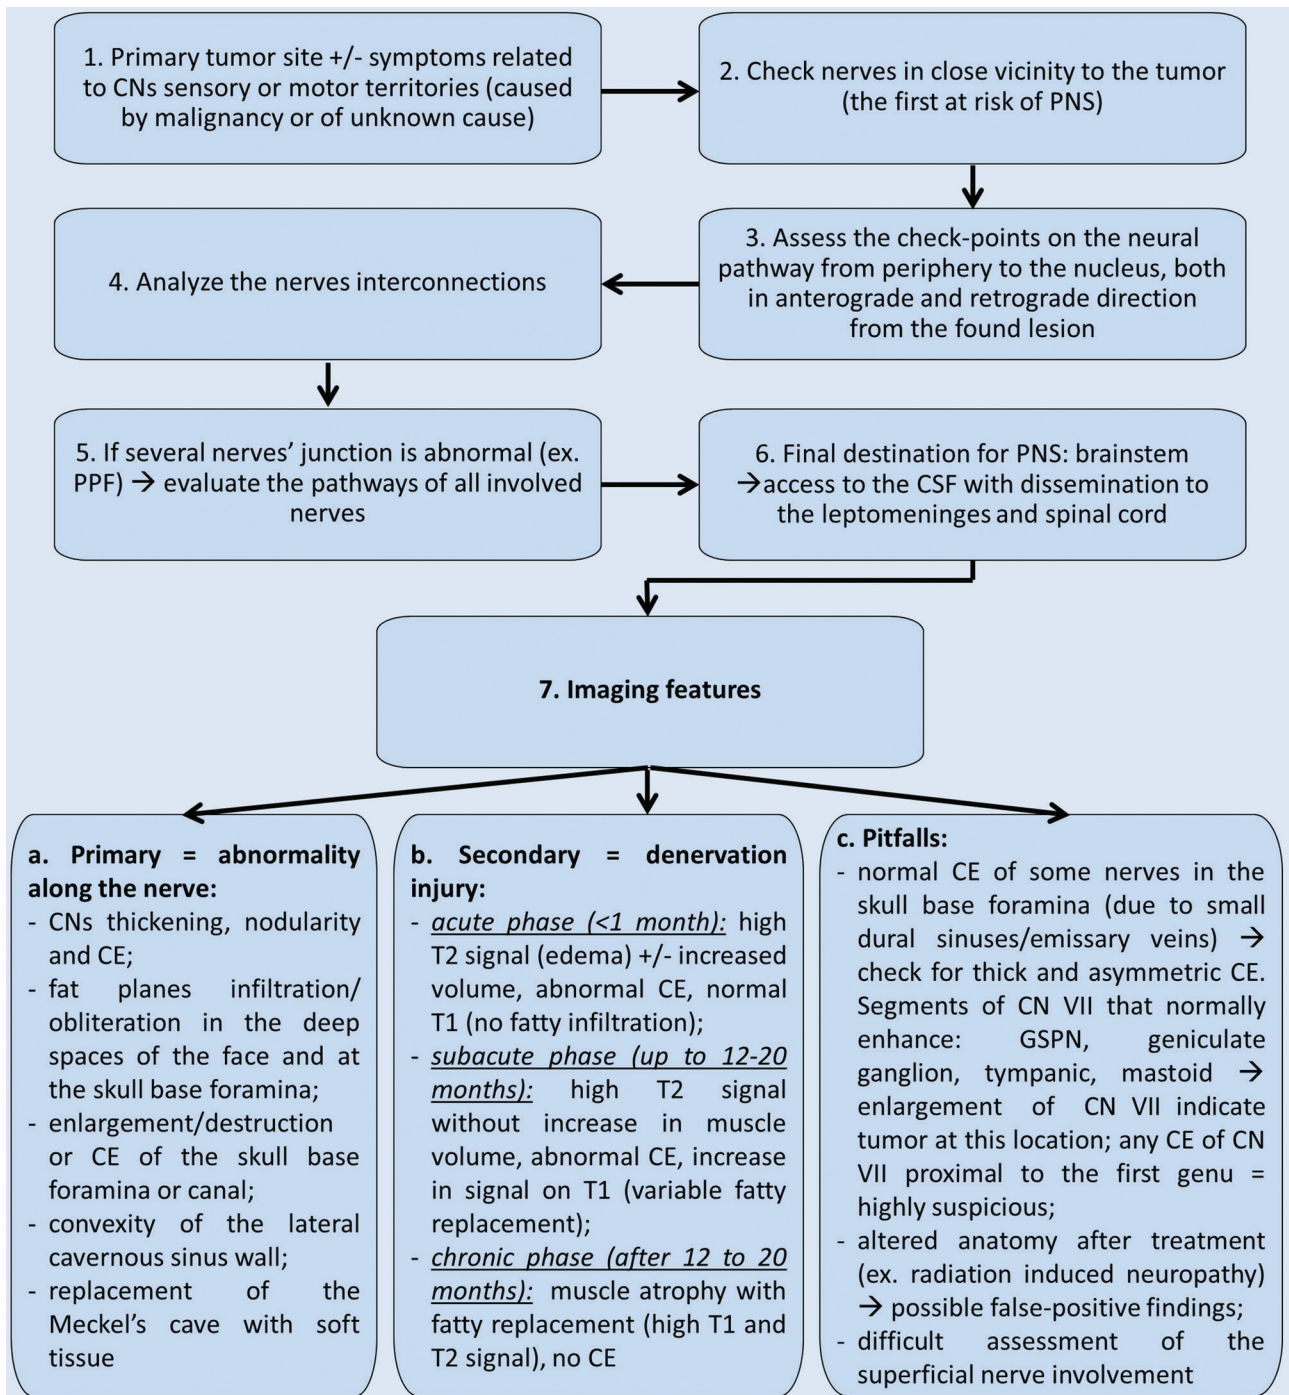 1. Primary tumor site +/- symptoms related
to CNs sensory or motor territories (caused
by malignancy or of unknown cause)
2. Check nerves in close vicinity to the tumor
(the first at risk of PNS)
3. Assess the check-points on the neural
pathway from periphery to the nucleus, both
in anterograde and retrograde direction
from the found lesion
4. Analyze the nerves interconnections
5. If several nerves’ junction is abnormal (ex.
PPF) → evaluate the pathways of all involved
nerves
6. Final destination for PNS: brainstem
→access to the CSF with dissemination to
the leptomeninges and spinal cord
7. Imaging features
a. Primary = abnormality
along the nerve:
- CNs thickening, nodularity
and CE;
- fat planes infiltration/
obliteration in the deep
spaces of the face and at
the skull base foramina;
- enlargement/destruction
or CE of the skull base
foramina or canal;
- convexity of the lateral
cavernous sinus wall;
- replacement of the
Meckel’s cave with soft
tissue
b. Secondary = denervation
injury:
- acute phase (<1 month): high
T2 signal (edema) +/- increased
volume, abnormal CE, normal
T1 (no fatty infiltration);
- subacute phase (up to 12-20
months): high T2 signal
without increase in muscle
volume, abnormal CE, increase
in signal on T1 (variable fatty
replacement);
- chronic phase (after 12 to 20
months): muscle atrophy with
fatty replacement (high T1 and
T2 signal), no CE
c. Pitfalls:
- normal CE of some nerves in the
skull base foramina (due to small
dural sinuses/emissary veins) →
check for thick and asymmetric CE.
Segments of CN VII that normally
enhance: GSPN, geniculate
ganglion, tympanic, mastoid →
enlargement of CN VII indicate
tumor at this location; any CE of CN
VII proximal to the first genu =
highly suspicious;
- altered anatomy after treatment
(ex. radiation induced neuropathy)
→ possible false-positive findings;
- difficult assessment of the
superficial nerve involvement